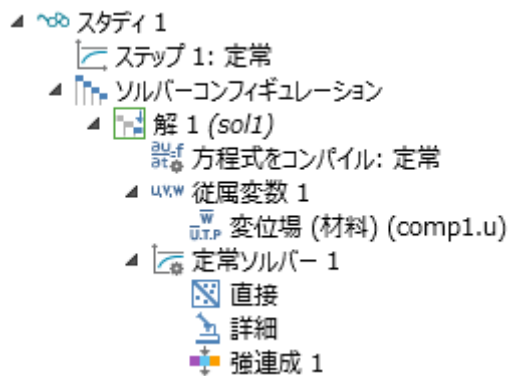 スタディ 1
ステップ 1: 定常
ソルバーコンフィギュレーション
解 1 (sol1)
方程式をコンパイル: 定常
従属変数 1
変位場 (材料) (comp1.u)
定常ソルバー 1
直接
詳細
強連成 1